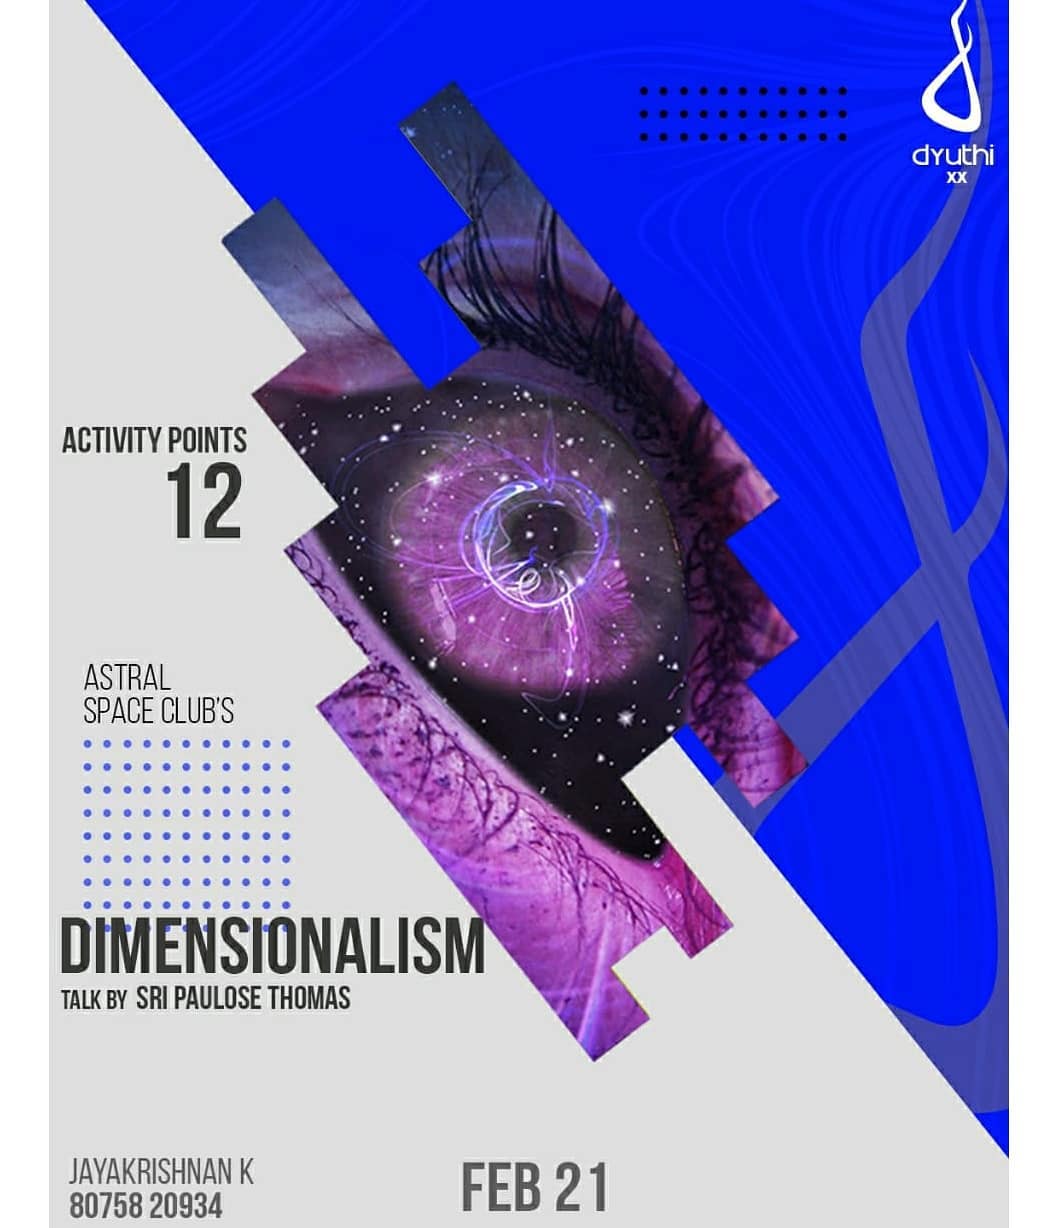 dyuthi
xx
ACTIVITY POINTS
12
ASTRAL
SPACE CLUB'S
DIMENSIONALISM
TALK BY SRI PAULOSE THOMAS
JAYAKRISHNAN K
80758 20934
FEB 21